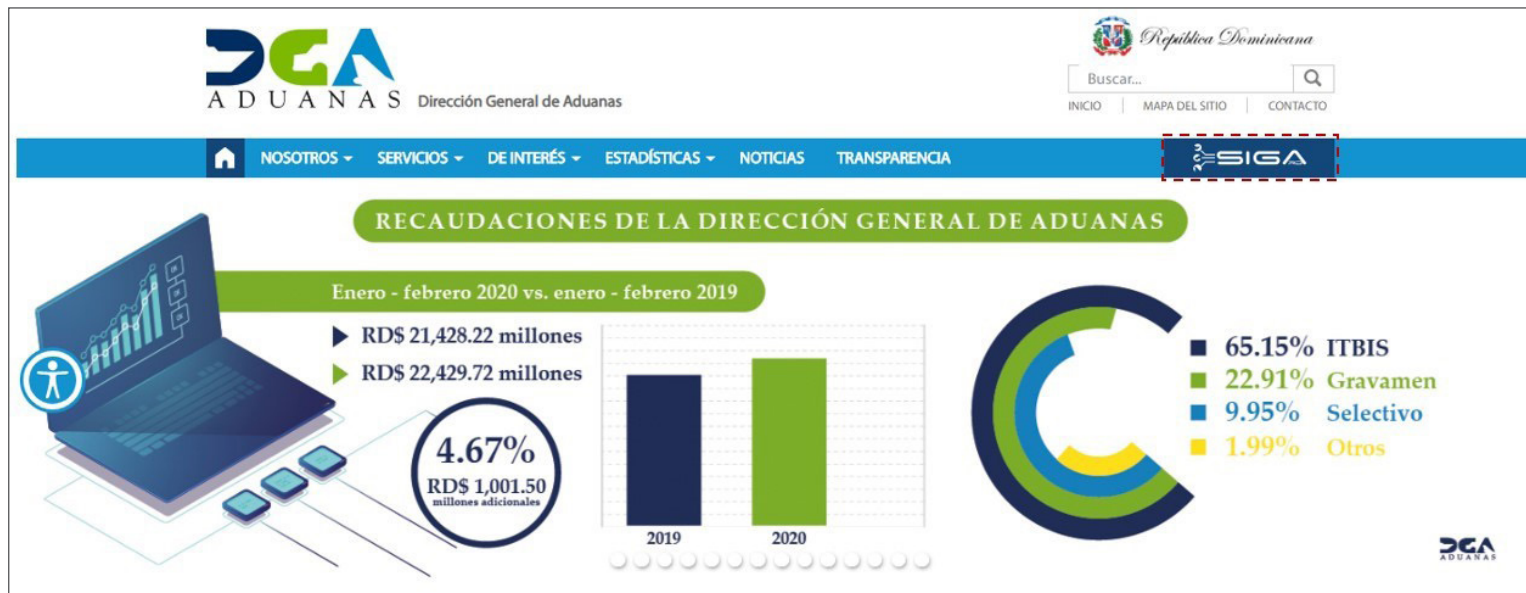 DGA
ADUANAS Dirección General de Aduanas
República Dominicana
Buscar...
INICIO MAPA DEL SITIO CONTACTO
NOSOTROS SERVICIOS DE INTERÉS ESTADÍSTICAS NOTICIAS TRANSPARENCIA SIGA
RECAUDACIONES DE LA DIRECCIÓN GENERAL DE ADUANAS
Enero - febrero 2020 vs. enero - febrero 2019
RD$ 21,428.22 millones
RD$ 22,429.72 millones
4.67%
RD$ 1,001.50
millones adicionales
2019 2020
65.15% ITBIS
22.91% Gravamen
9.95% Selectivo
1.99% Otros
DGA
ADUANAS